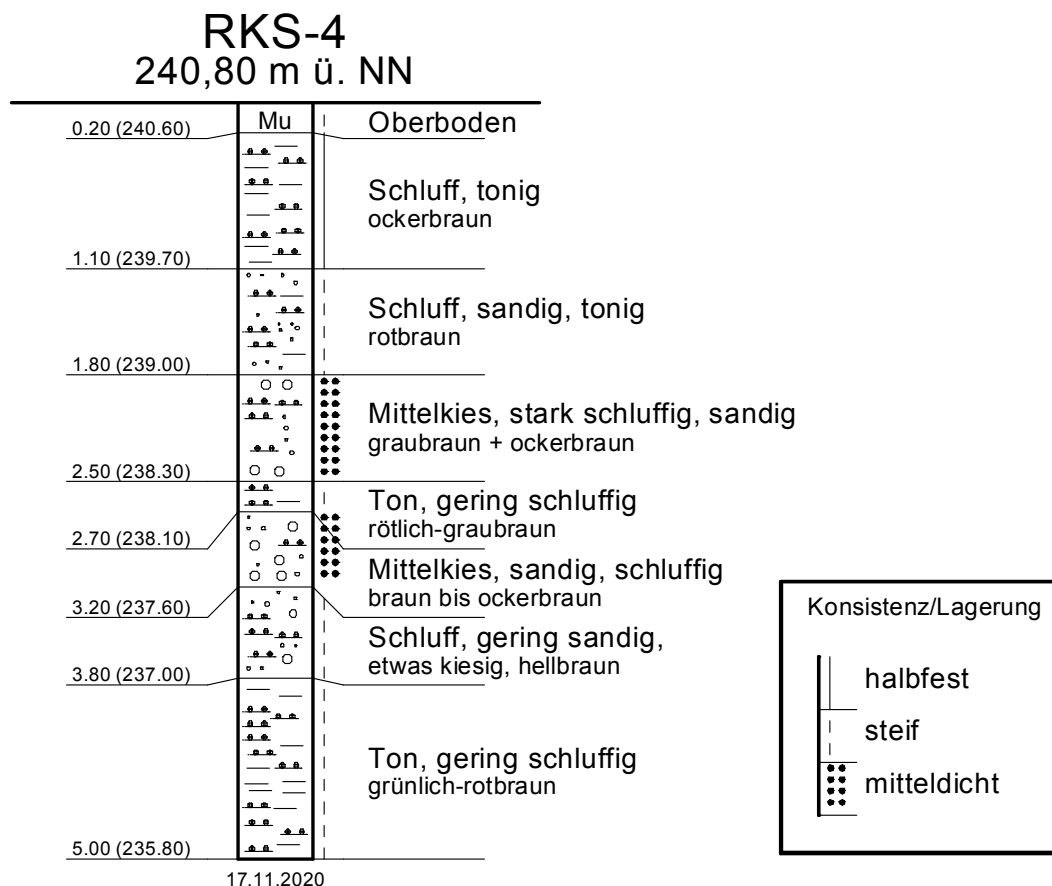 RKS-4
240,80 m ü. NN
Mu
Oberboden
0.20 (240.60)
Schluff, tonig
ockerbraun
1.10 (239.70)
Schluff, sandig, tonig
rotbraun
1.80 (239.00)
Mittelkies, stark schluffig, sandig
graubraun + ockerbraun
2.50 (238.30)
Ton, gering schluffig
rötlich-graubraun
2.70 (238.10)
Mittelkies, sandig, schluffig
braun bis ockerbraun
3.20 (237.60)
Schluff, gering sandig,
etwas kiesig, hellbraun
3.80 (237.00)
Ton, gering schluffig
grünlich-rotbraun
5.00 (235.80)
17.11.2020
Konsistenz/Lagerung
halbfest
steif
mitteldicht